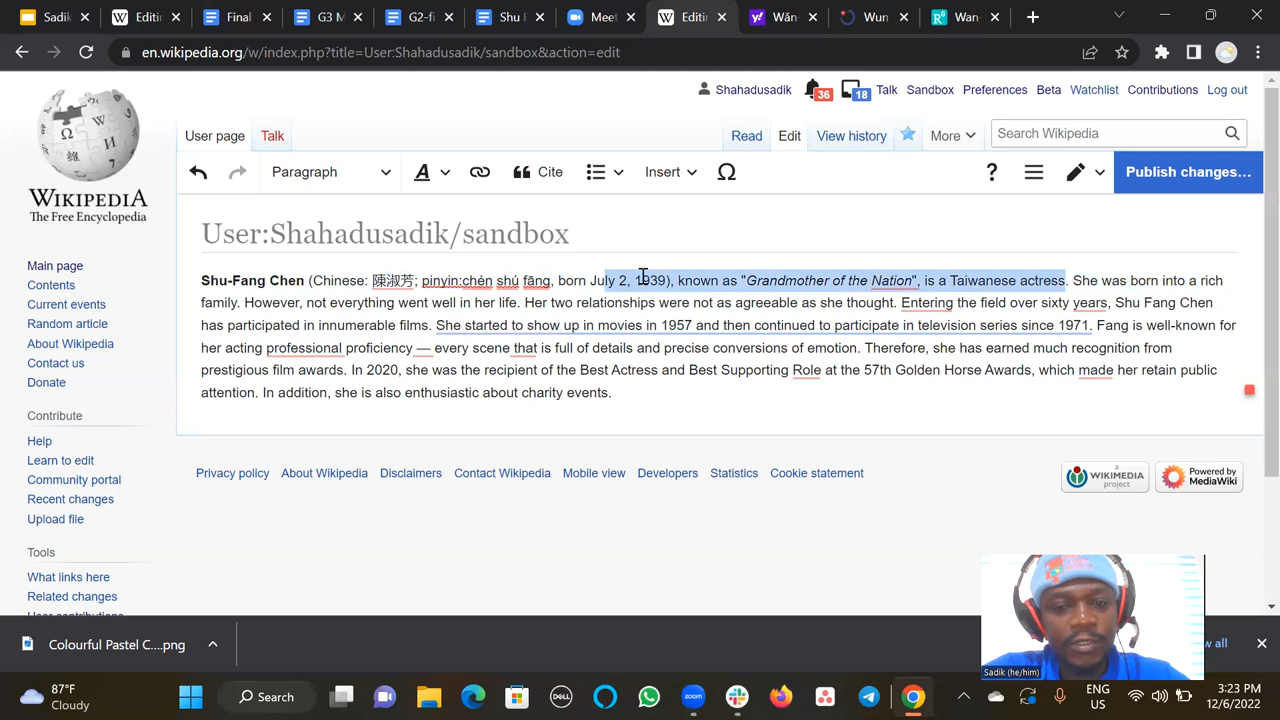 Sadik
Editin
Final
G3 M
G2-fi
Shu F
Meet
Editin
Wăn-
Wun
Wan-
en.wikipedia.org/w/index.php?title=User:Shahadusadik/sandbox&action=edit
Shahadusadik 36 18 Talk Sandbox Preferences Beta Watchlist Contributions Log out
User page Talk Read Edit View history More Search Wikipedia
WIKIPEDIA
The Free Encyclopedia
Paragraph A Cite Insert Ω ? Publish changes...
User:Shahadusadik/sandbox
Shu-Fang Chen (Chinese: 陳淑芳; pinyin:chén shú fāng, born July 2, 1939), known as "Grandmother of the Nation", is a Taiwanese actress. She was born into a rich
family. However, not everything went well in her life. Her two relationships were not as agreeable as she thought. Entering the field over sixty years, Shu Fang Chen
has participated in innumerable films. She started to show up in movies in 1957 and then continued to participate in television series since 1971. Fang is well-known for
her acting professional proficiency — every scene that is full of details and precise conversions of emotion. Therefore, she has earned much recognition from
prestigious film awards. In 2020, she was the recipient of the Best Actress and Best Supporting Role at the 57th Golden Horse Awards, which made her retain public
attention. In addition, she is also enthusiastic about charity events.
Main page
Contents
Current events
Random article
About Wikipedia
Contact us
Donate
Contribute
Help
Learn to edit
Community portal
Recent changes
Upload file
Tools
What links here
Related changes
User contributions
Privacy policy About Wikipedia Disclaimers Contact Wikipedia Mobile view Developers Statistics Cookie statement
a
WIKIMEDIA
project
Powered by
MediaWiki
Sadik (he/him)
Colourful Pastel C....png
w all
87°F
Cloudy
Search
DELL
zoom
ENG
US
3:23 PM
12/6/2022